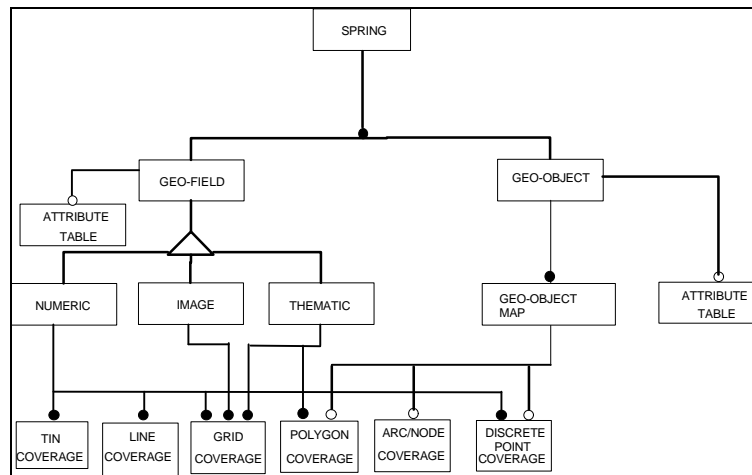 SPRING
GEO-FIELD
GEO-OBJECT
ATTRIBUTE
TABLE
NUMERIC
IMAGE
THEMATIC
GEO-OBJECT
MAP
ATTRIBUTE
TABLE
TIN
COVERAGE
LINE
COVERAGE
GRID
COVERAGE
POLYGON
COVERAGE
ARC/NODE
COVERAGE
DISCRETE
POINT
COVERAGE